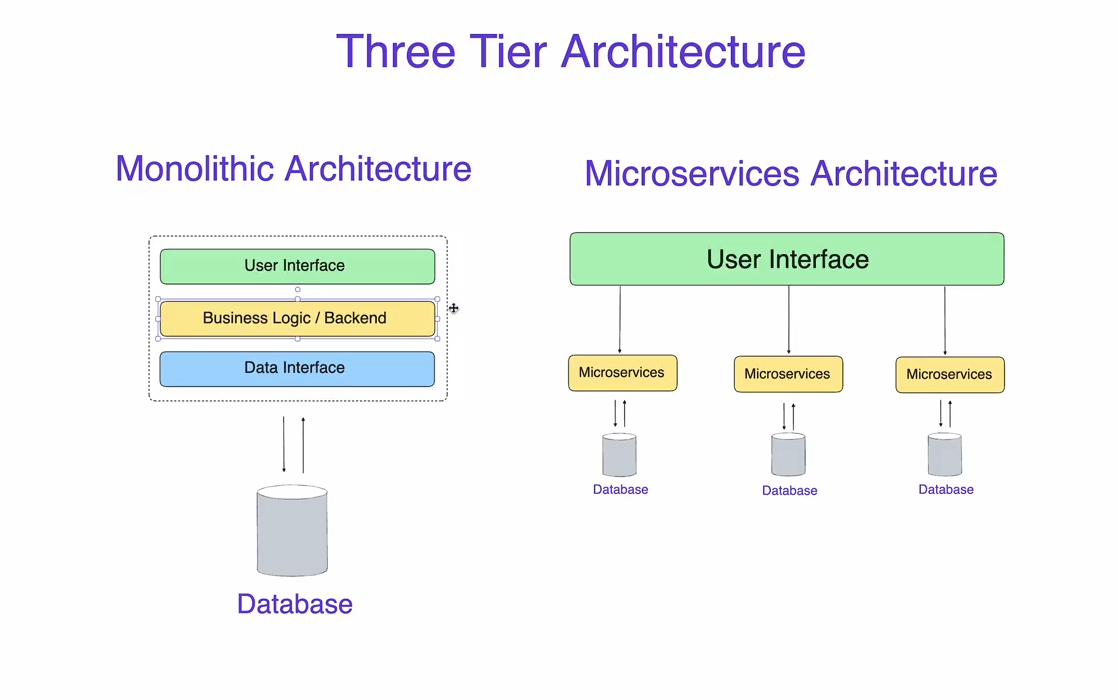 Three Tier Architecture
Monolithic Architecture
User Interface
Business Logic / Backend
Data Interface
Database
Microservices Architecture
User Interface
Microservices
Microservices
Microservices
Database
Database
Database